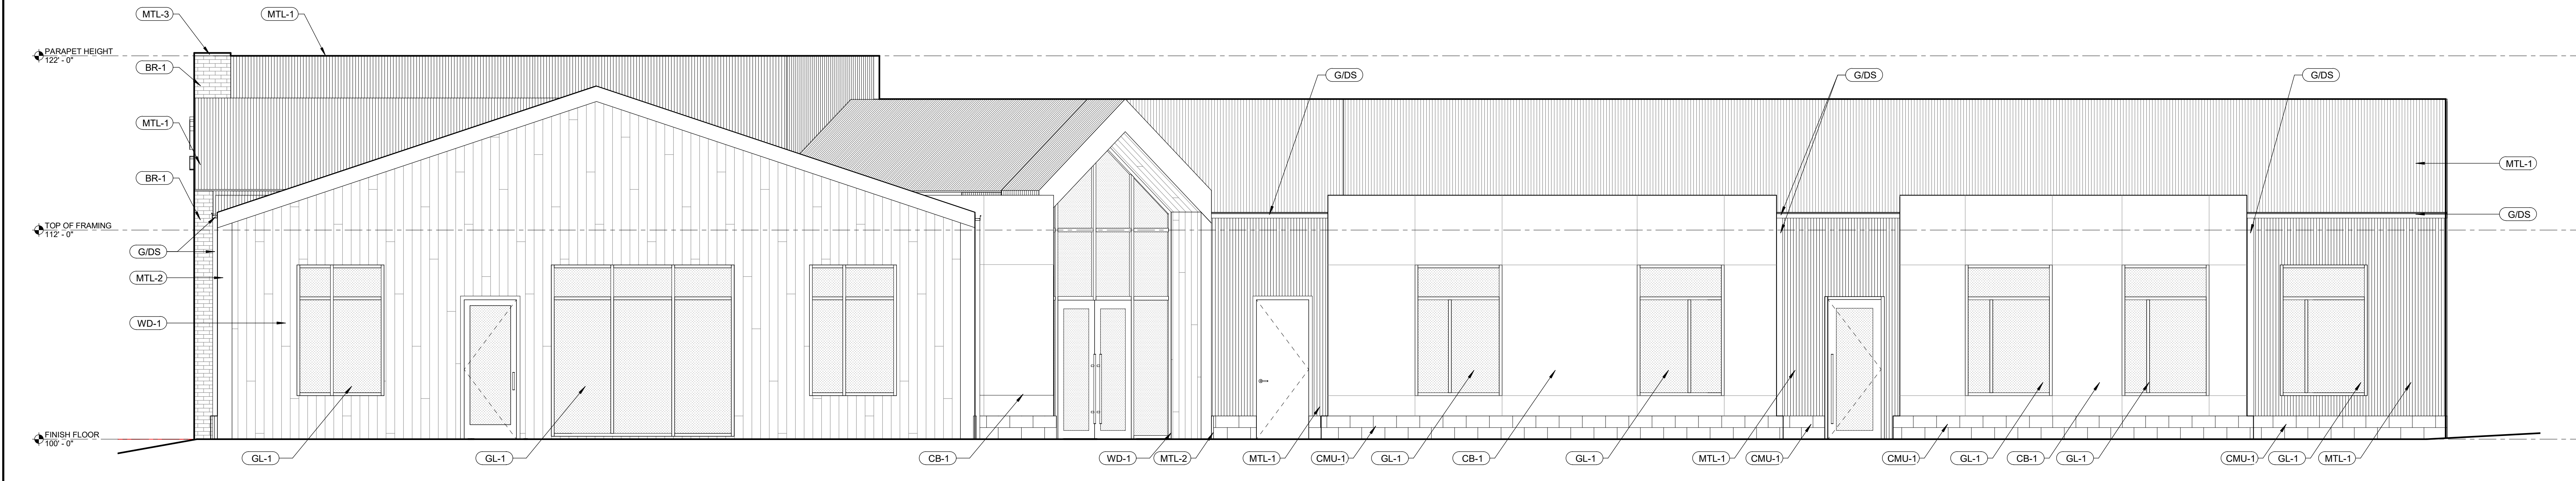 MTL-3
MTL-1
PARAPET HEIGHT
122' - 0"
BR-1
G/DS
G/DS
G/DS
MTL-1
MTL-1
BR-1
G/DS
TOP OF FRAMING
112' - 0"
G/DS
MTL-2
WD-1
FINISH FLOOR
100' - 0"
GL-1
GL-1
CB-1
WD-1
MTL-2
MTL-1
CMU-1
GL-1
CB-1
GL-1
MTL-1
CMU-1
CMU-1
GL-1
CB-1
GL-1
CMU-1
GL-1
MTL-1